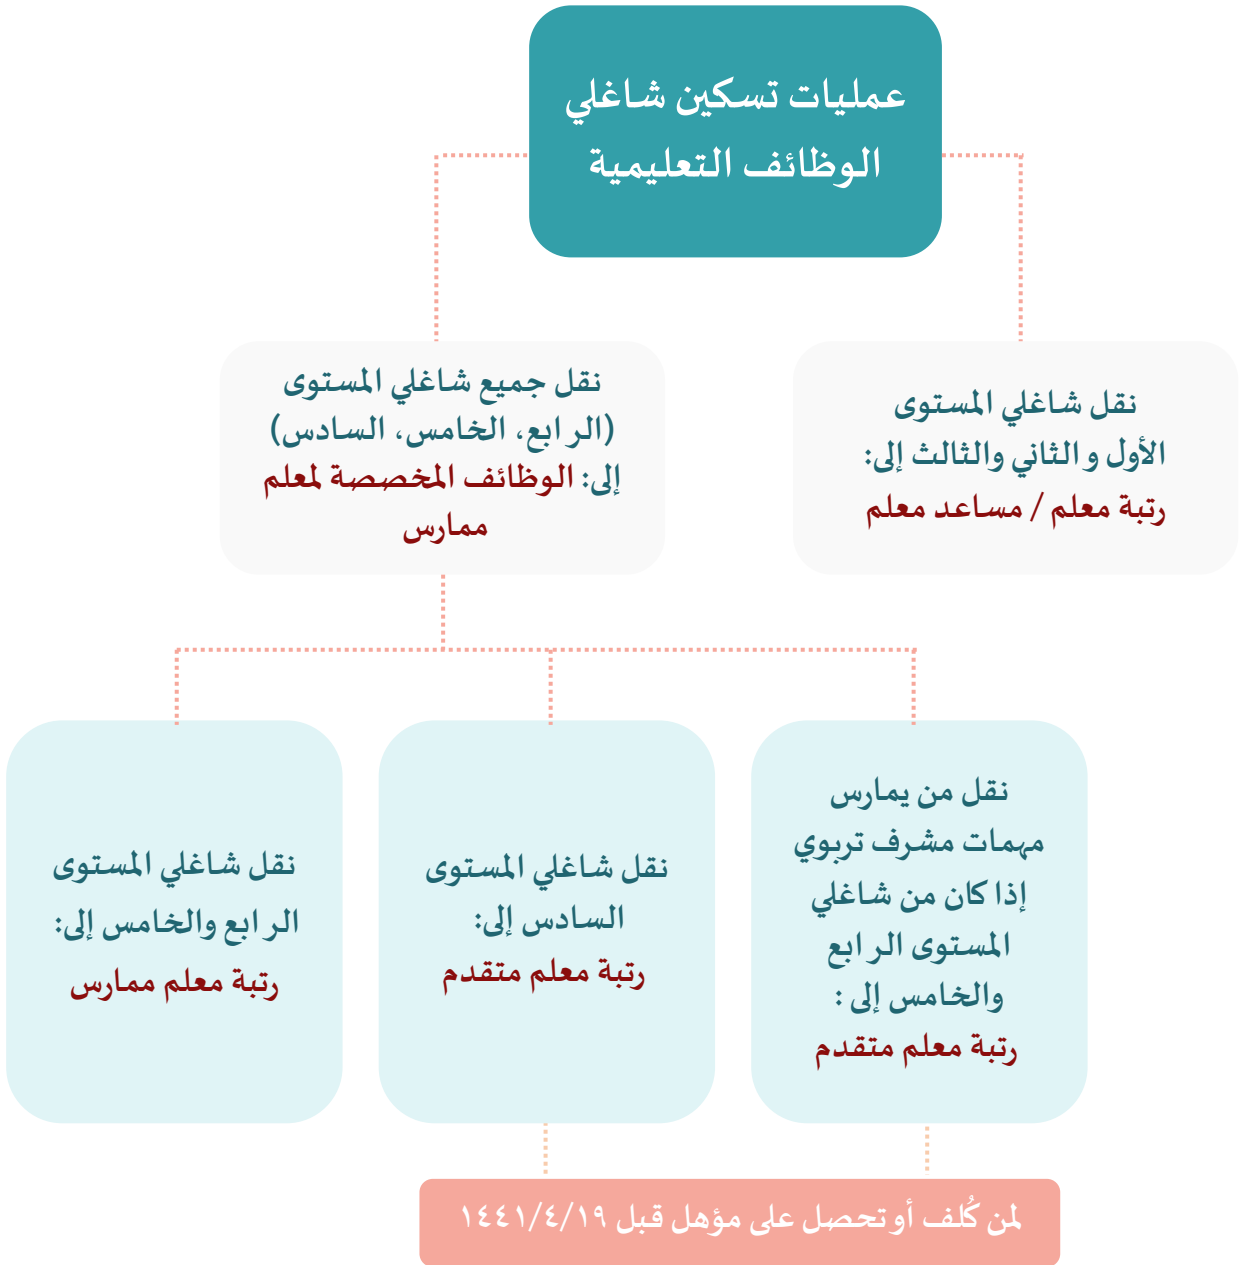 عمليات تسكين شاغلي
الوظائف التعليمية
نقل شاغلي المستوى
الأول والثاني والثالث إلى:
رتبة معلم / مساعد معلم
نقل جميع شاغلي المستوى
(الرابع، الخامس، السادس)
إلى: الوظائف المخصصة لمعلم
ممارس
نقل من يمارس
مهمات مشرف تربوي
إذا كان من شاغلي
المستوى الرابع
والخامس إلى :
رتبة معلم متقدم
نقل شاغلي المستوى
السادس إلى:
رتبة معلم متقدم
نقل شاغلي المستوى
الرابع والخامس إلى:
رتبة معلم ممارس
لمن كُلف أو تحصل على مؤهل قبل ١٤٤١/٤/١٩